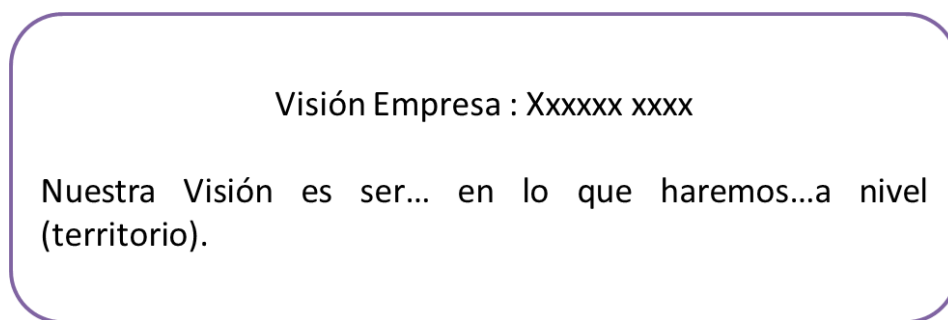 Visión Empresa : Xxxxxx xxxx
Nuestra Visión es ser... en lo que haremos...a nivel
(territorio).